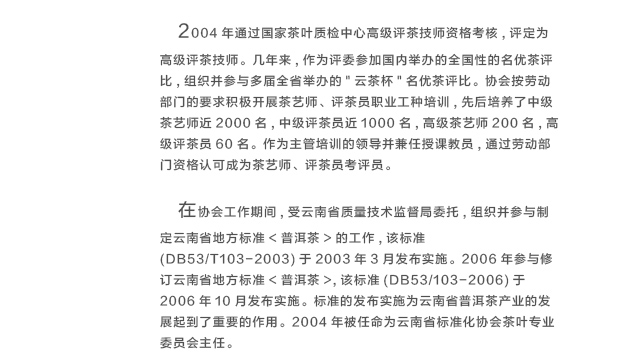 2004 年通过国家茶叶质检中心高级评茶技师资格考核 , 评定为
高级评茶技师。几年来 , 作为评委参加国内举办的全国性的名优茶评
比 , 组织并参与多届全省举办的 " 云茶杯 " 名优茶评比。协会按劳动
部门的要求积极开展茶艺师、评茶员职业工种培训 , 先后培养了中级
茶艺师近 2000 名 , 中级评茶员近 1000 名 , 高级茶艺师 200 名 , 高
级评茶员 60 名。作为主管培训的领导并兼任授课教员 , 通过劳动部
门资格认可成为茶艺师、评茶员考评员。
在协会工作期间 , 受云南省质量技术监督局委托 , 组织并参与制
定云南省地方标准 < 普洱茶 > 的工作 , 该标准
(DB53/T103-2003) 于 2003 年 3 月发布实施。2006 年参与修
订云南省地方标准 < 普洱茶 >, 该标准 (DB53/103-2006) 于
2006 年 10 月发布实施。标准的发布实施为云南省普洱茶产业的发
展起到了重要的作用。2004 年被任命为云南省标准化协会茶叶专业
委员会主任。